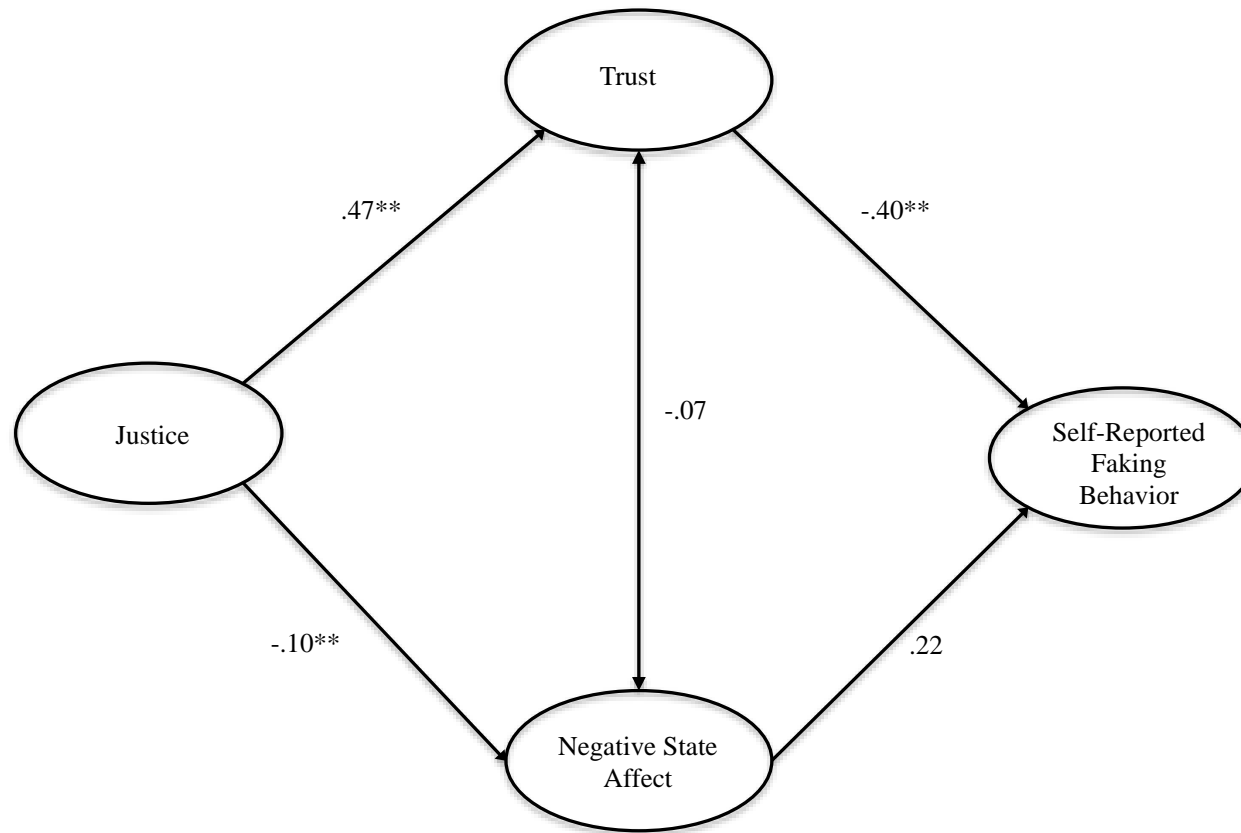 Trust
.47**
-.40**
-.07
Justice
Self-Reported
Faking
Behavior
-.10**
.22
Negative State
Affect